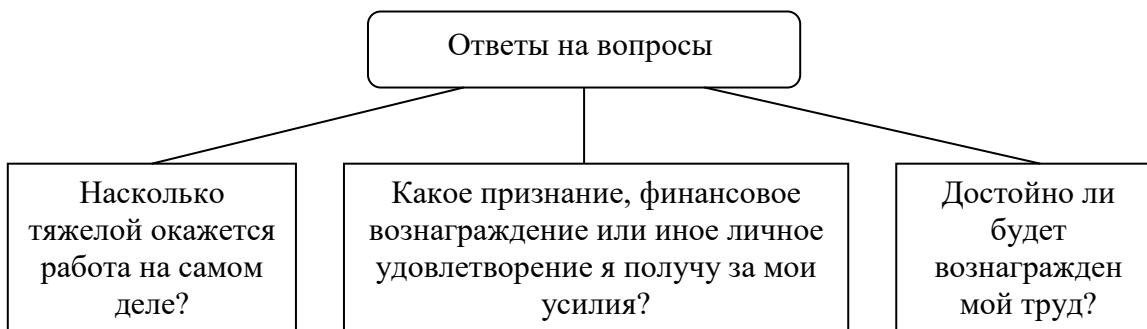 Ответы на вопросы
Насколько
тяжелой окажется
работа на самом
деле?
Какое признание, финансовое
вознаграждение или иное личное
удовлетворение я получу за мои
усилия?
Достойно ли
будет
вознагражден
мой труд?